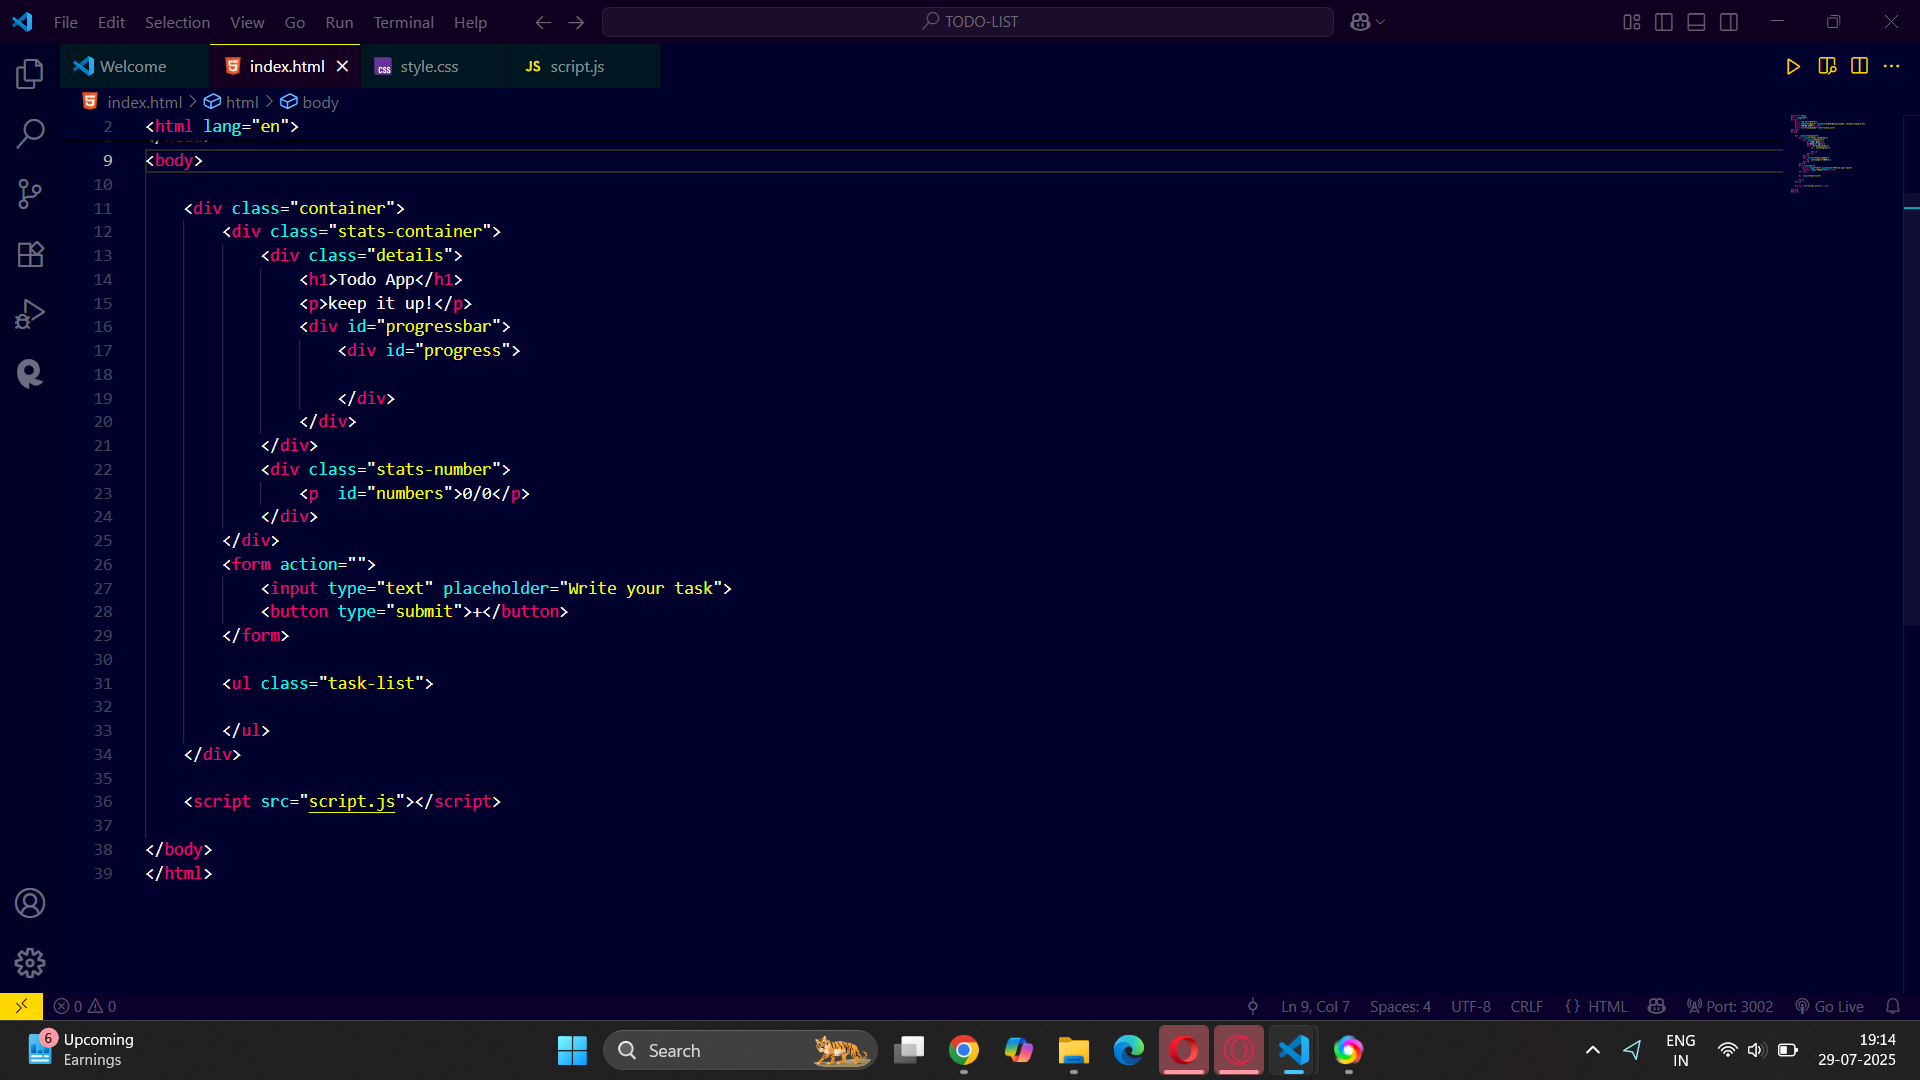 File Edit Selection View Go Run Terminal Help TODO-LIST
Welcome index.html style.css JS script.js
index.html > html > body
2 <html lang="en">
9 <body>
10
11 <div class="container">
12 <div class="stats-container">
13 <div class="details">
14 <h1>Todo App</h1>
15 <p>keep it up!</p>
16 <div id="progressbar">
17 <div id="progress">
18
19 </div>
20 </div>
21 </div>
22 <div class="stats-number">
23 <p  id="numbers">0/0</p>
24 </div>
25 </div>
26 <form action="">
27 <input type="text" placeholder="Write your task">
28 <button type="submit">+</button>
29 </form>
30
31 <ul class="task-list">
32
33 </ul>
34 </div>
35
36 <script src="script.js"></script>
37
38 </body>
39 </html>
0 0 Ln 9, Col 7 Spaces: 4 UTF-8 CRLF {} HTML Port: 3002 Go Live
6 Upcoming
Earnings
Search
ENG
IN
19:14
29-07-2025